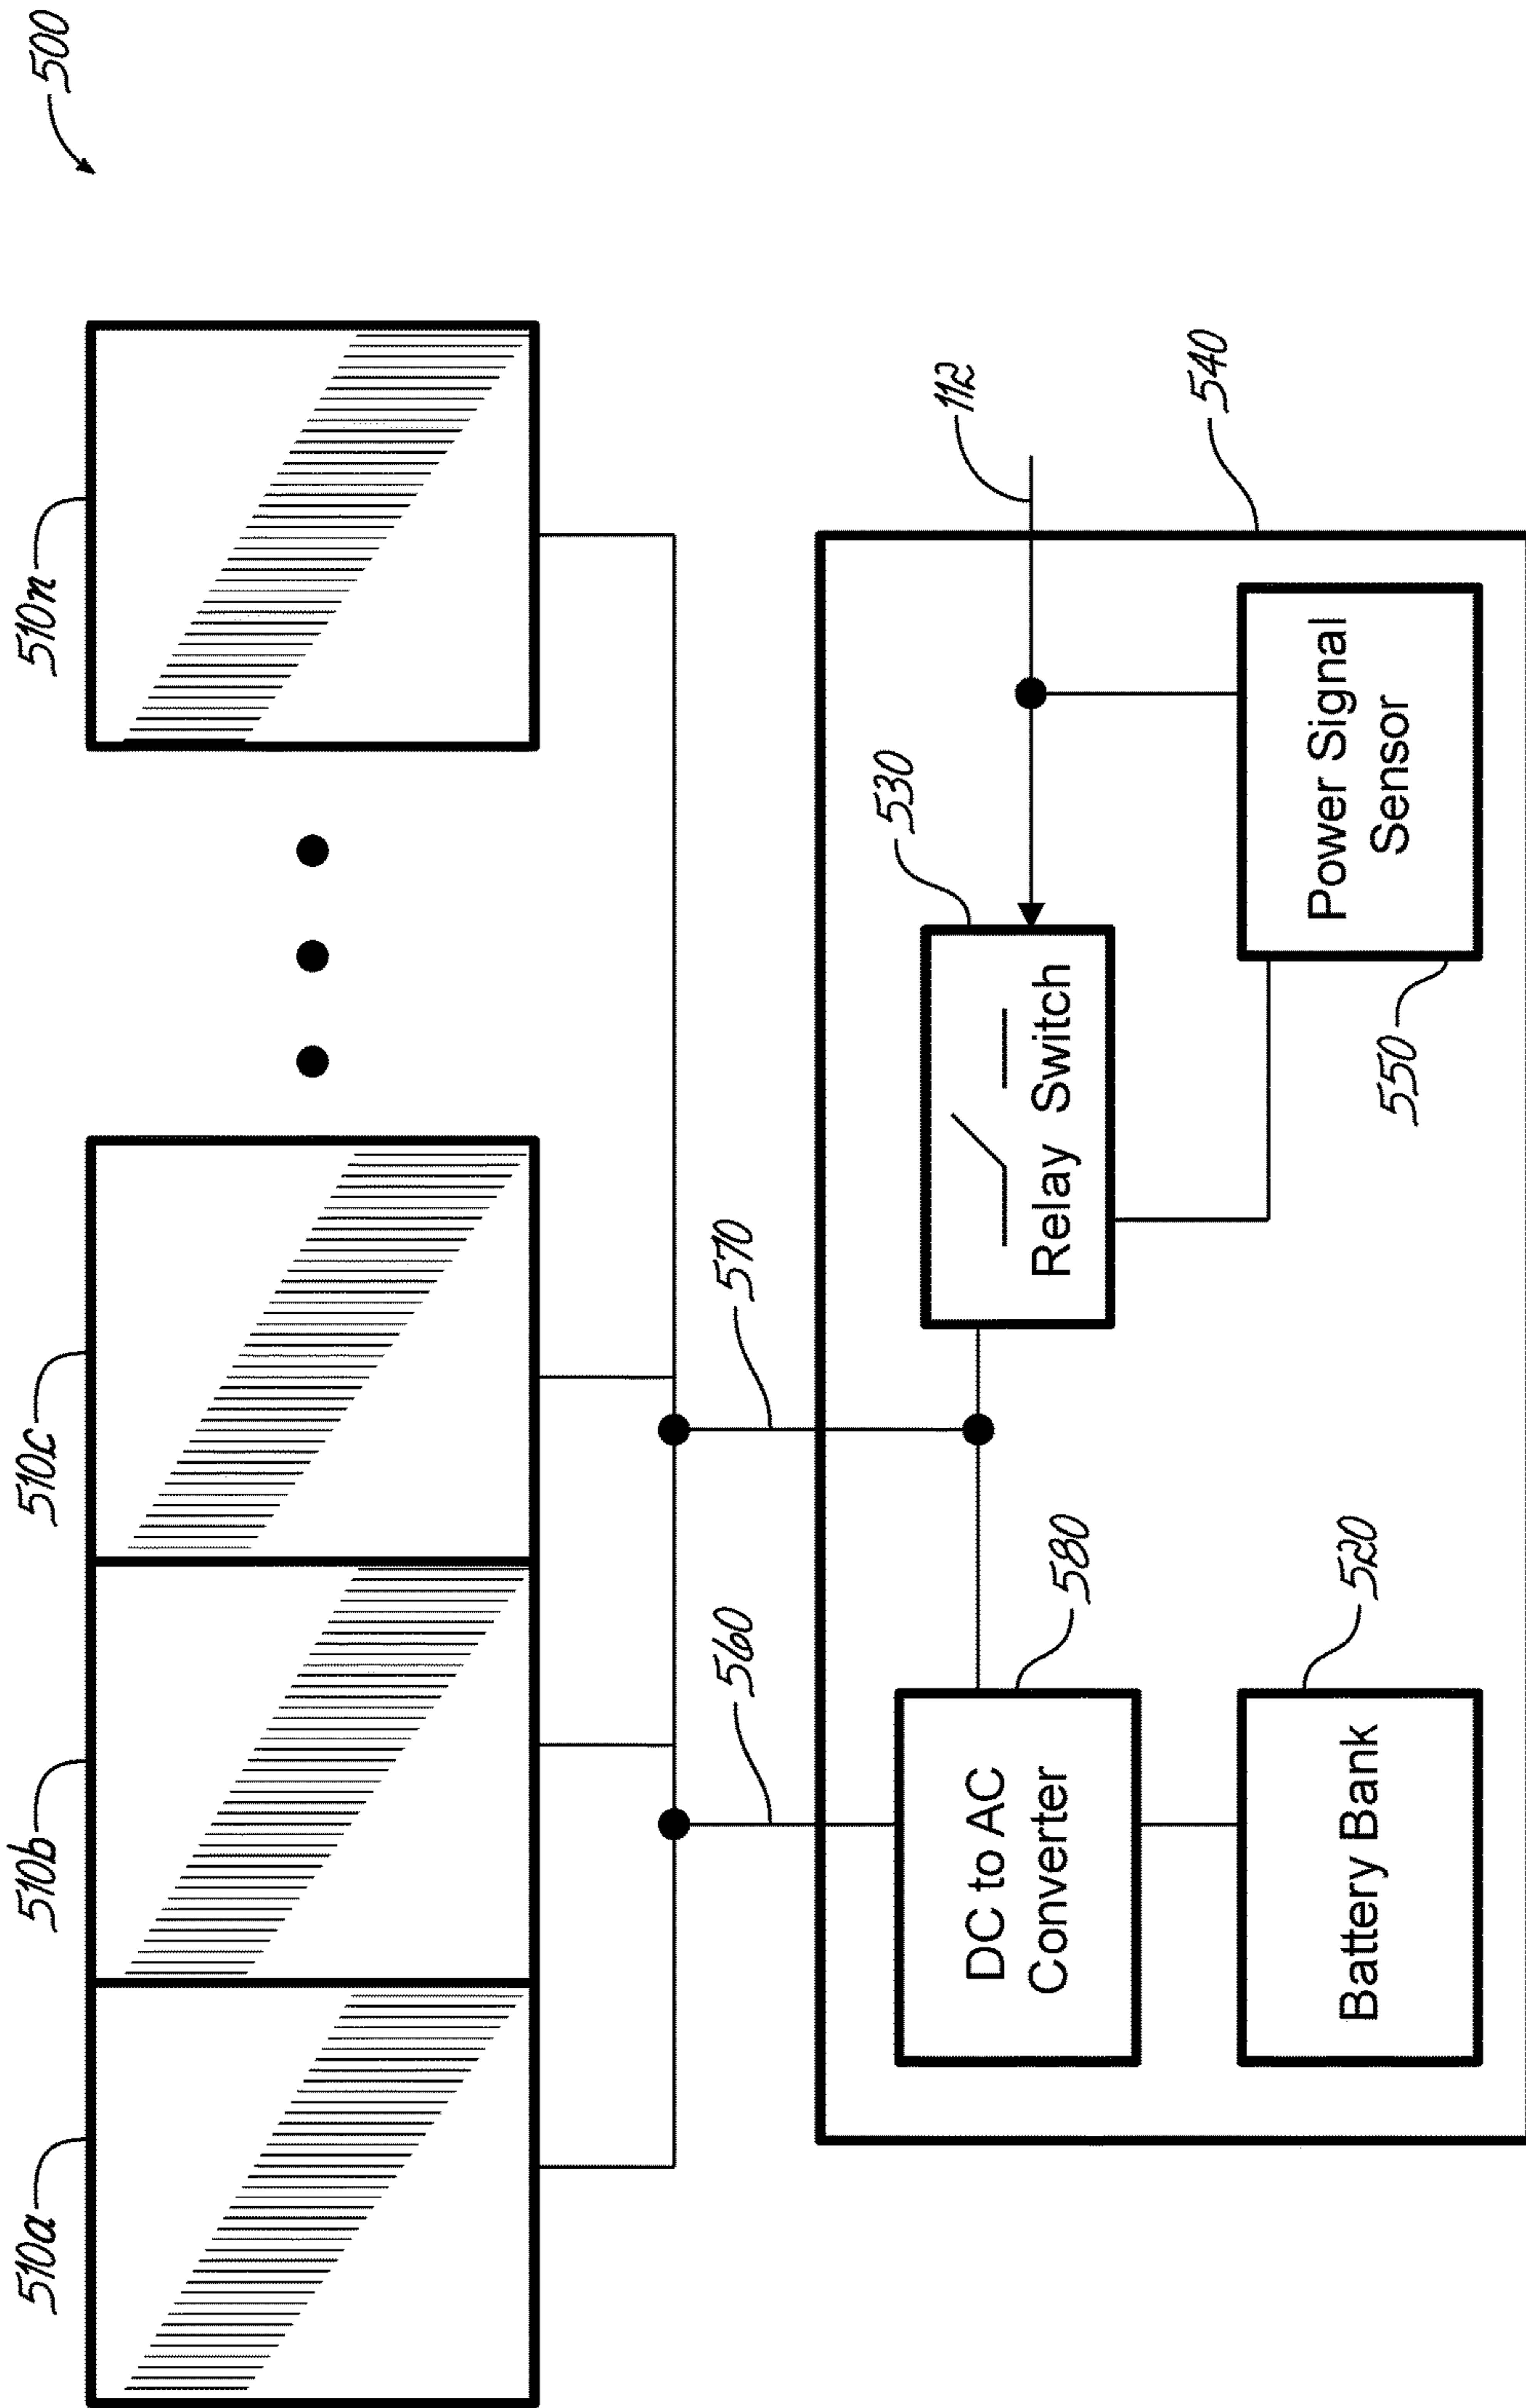 500
510a
510b
510c
510n
560
570
112
530
540
Relay Switch
580
DC to AC
Converter
520
Battery Bank
550
Power Signal
Sensor